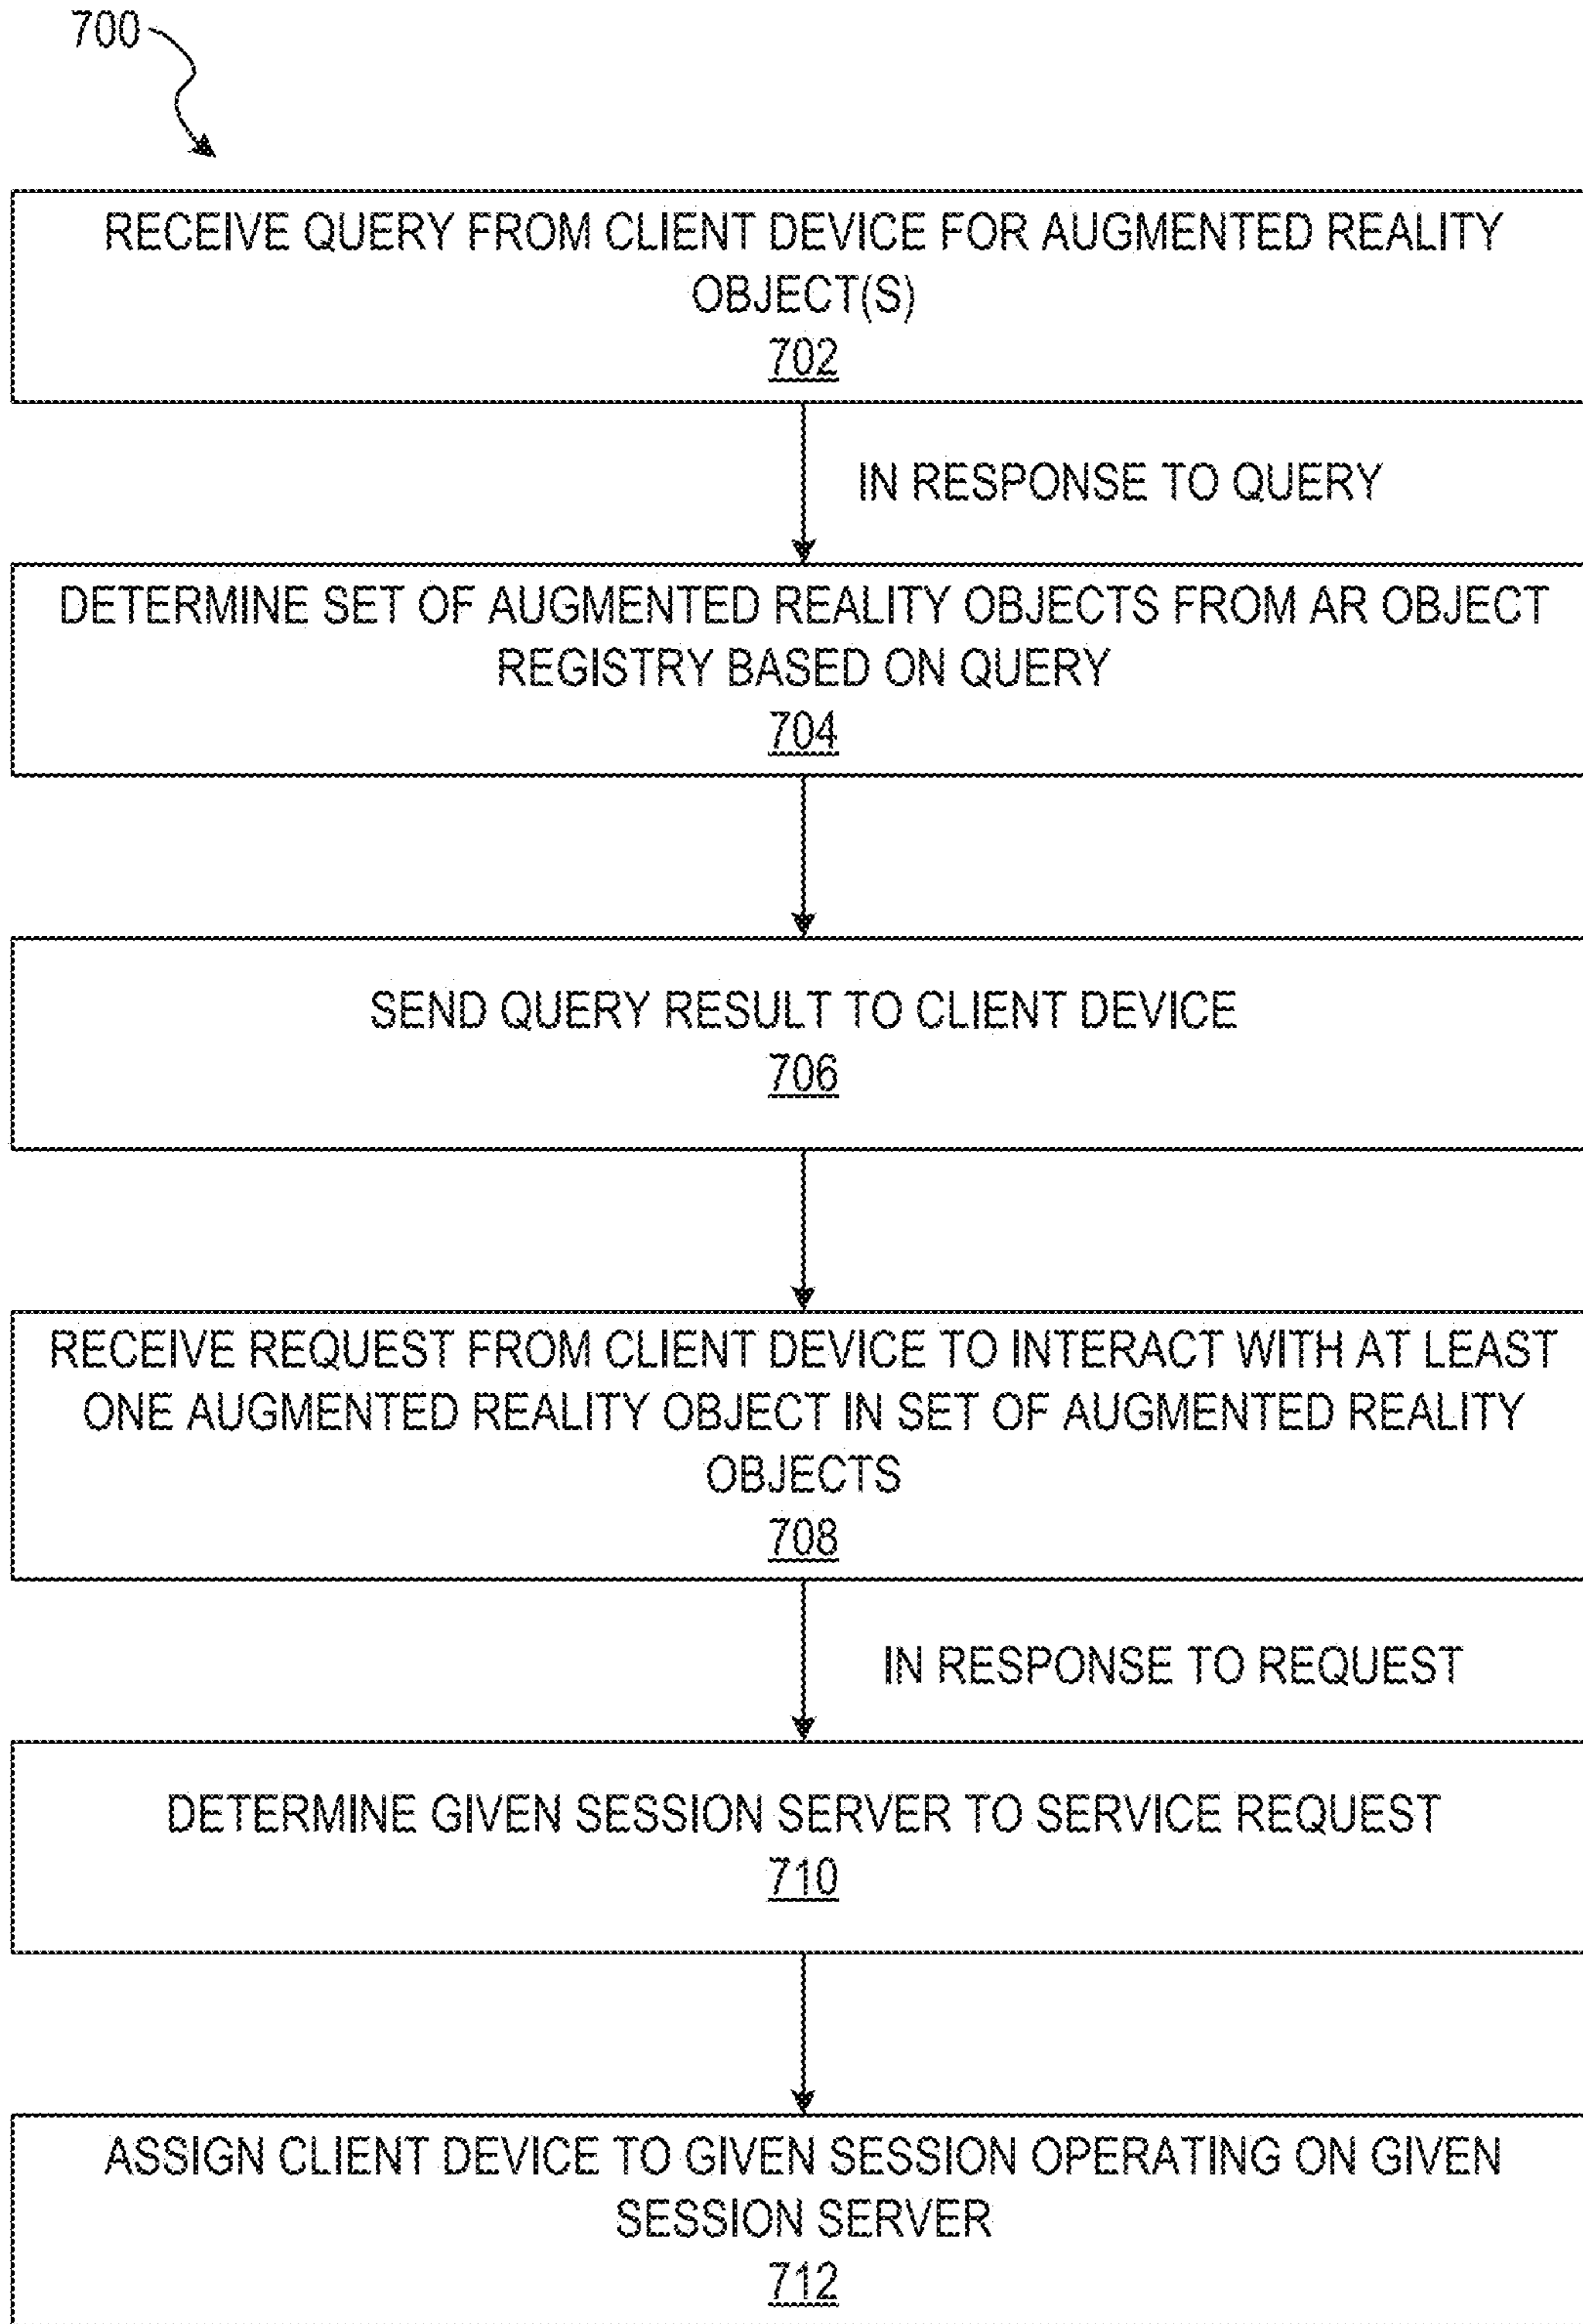 700
RECEIVE QUERY FROM CLIENT DEVICE FOR AUGMENTED REALITY
OBJECT(S)
702
IN RESPONSE TO QUERY
DETERMINE SET OF AUGMENTED REALITY OBJECTS FROM AR OBJECT
REGISTRY BASED ON QUERY
704
SEND QUERY RESULT TO CLIENT DEVICE
706
RECEIVE REQUEST FROM CLIENT DEVICE TO INTERACT WITH AT LEAST
ONE AUGMENTED REALITY OBJECT IN SET OF AUGMENTED REALITY
OBJECTS
708
IN RESPONSE TO REQUEST
DETERMINE GIVEN SESSION SERVER TO SERVICE REQUEST
710
ASSIGN CLIENT DEVICE TO GIVEN SESSION OPERATING ON GIVEN
SESSION SERVER
712